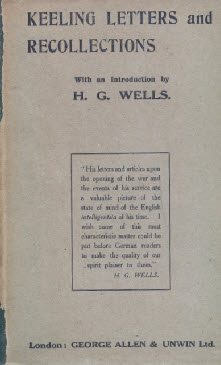 KEELING LETTERS and
RECOLLECTIONS
With an Introduction by
H. G. WELLS.
"His letters and articles upon
the opening of the war and
the events of his service are
a valuable picture of the
state of mind of the English
intelligentsia of his time. I
wish some of this most
characteristic matter could be
put before German readers
to make the quality of our
spirit plainer to them."
H. G. WELLS.
London: GEORGE ALLEN & UNWIN Ltd.